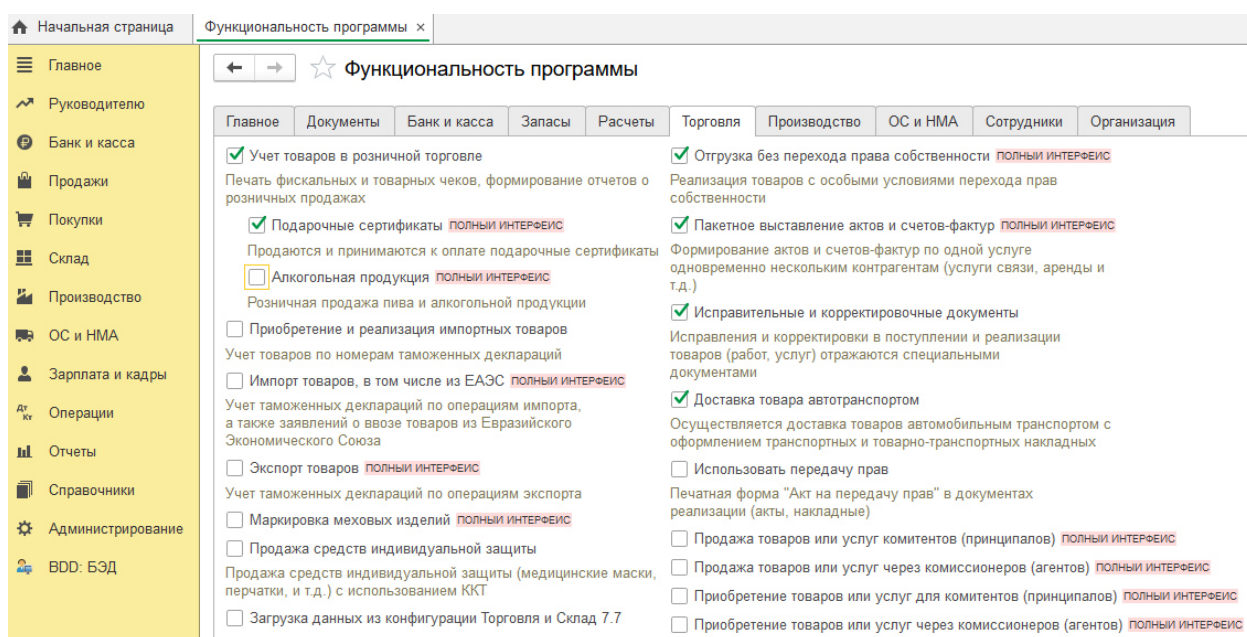 Начальная страница
Функциональность программы ×
Главное
Руководителю
Банк и касса
Продажи
Покупки
Склад
Производство
ОС и НМА
Зарплата и кадры
Дт Кт Операции
Отчеты
Справочники
Администрирование
BDD: БЭД
Функциональность программы
Главное Документы Банк и касса Запасы Расчеты Торговля Производство ОС и НМА Сотрудники Организация
Учет товаров в розничной торговле
Печать фискальных и товарных чеков, формирование отчетов о
розничных продажах
Подарочные сертификаты ПОЛНЫЙ ИНТЕРФЕЙС
Продаются и принимаются к оплате подарочные сертификаты
Алкогольная продукция ПОЛНЫЙ ИНТЕРФЕЙС
Розничная продажа пива и алкогольной продукции
Приобретение и реализация импортных товаров
Учет товаров по номерам таможенных деклараций
Импорт товаров, в том числе из ЕАЭС ПОЛНЫЙ ИНТЕРФЕЙС
Учет таможенных деклараций по операциям импорта,
а также заявлений о ввозе товаров из Евразийского
Экономического Союза
Экспорт товаров ПОЛНЫЙ ИНТЕРФЕЙС
Учет таможенных деклараций по операциям экспорта
Маркировка меховых изделий ПОЛНЫЙ ИНТЕРФЕЙС
Продажа средств индивидуальной защиты
Продажа средств индивидуальной защиты (медицинские маски,
перчатки, и т.д.) с использованием ККТ
Загрузка данных из конфигурации Торговля и Склад 7.7
Отгрузка без перехода права собственности ПОЛНЫЙ ИНТЕРФЕЙС
Реализация товаров с особыми условиями перехода прав
собственности
Пакетное выставление актов и счетов-фактур ПОЛНЫЙ ИНТЕРФЕЙС
Формирование актов и счетов-фактур по одной услуге
одновременно нескольким контрагентам (услуги связи, аренды и
т.д.)
Исправительные и корректировочные документы
Исправления и корректировки в поступлении и реализации
товаров (работ, услуг) отражаются специальными
документами
Доставка товара автотранспортом
Осуществляется доставка товаров автомобильным транспортом с
оформлением транспортных и товарно-транспортных накладных
Использовать передачу прав
Печатная форма "Акт на передачу прав" в документах
реализации (акты, накладные)
Продажа товаров или услуг комитентов (принципалов) ПОЛНЫЙ ИНТЕРФЕЙС
Продажа товаров или услуг через комиссионеров (агентов) ПОЛНЫЙ ИНТЕРФЕЙС
Приобретение товаров или услуг для комитентов (принципалов) ПОЛНЫЙ ИНТЕРФЕЙС
Приобретение товаров или услуг через комиссионеров (агентов) ПОЛНЫЙ ИНТЕРФЕЙС